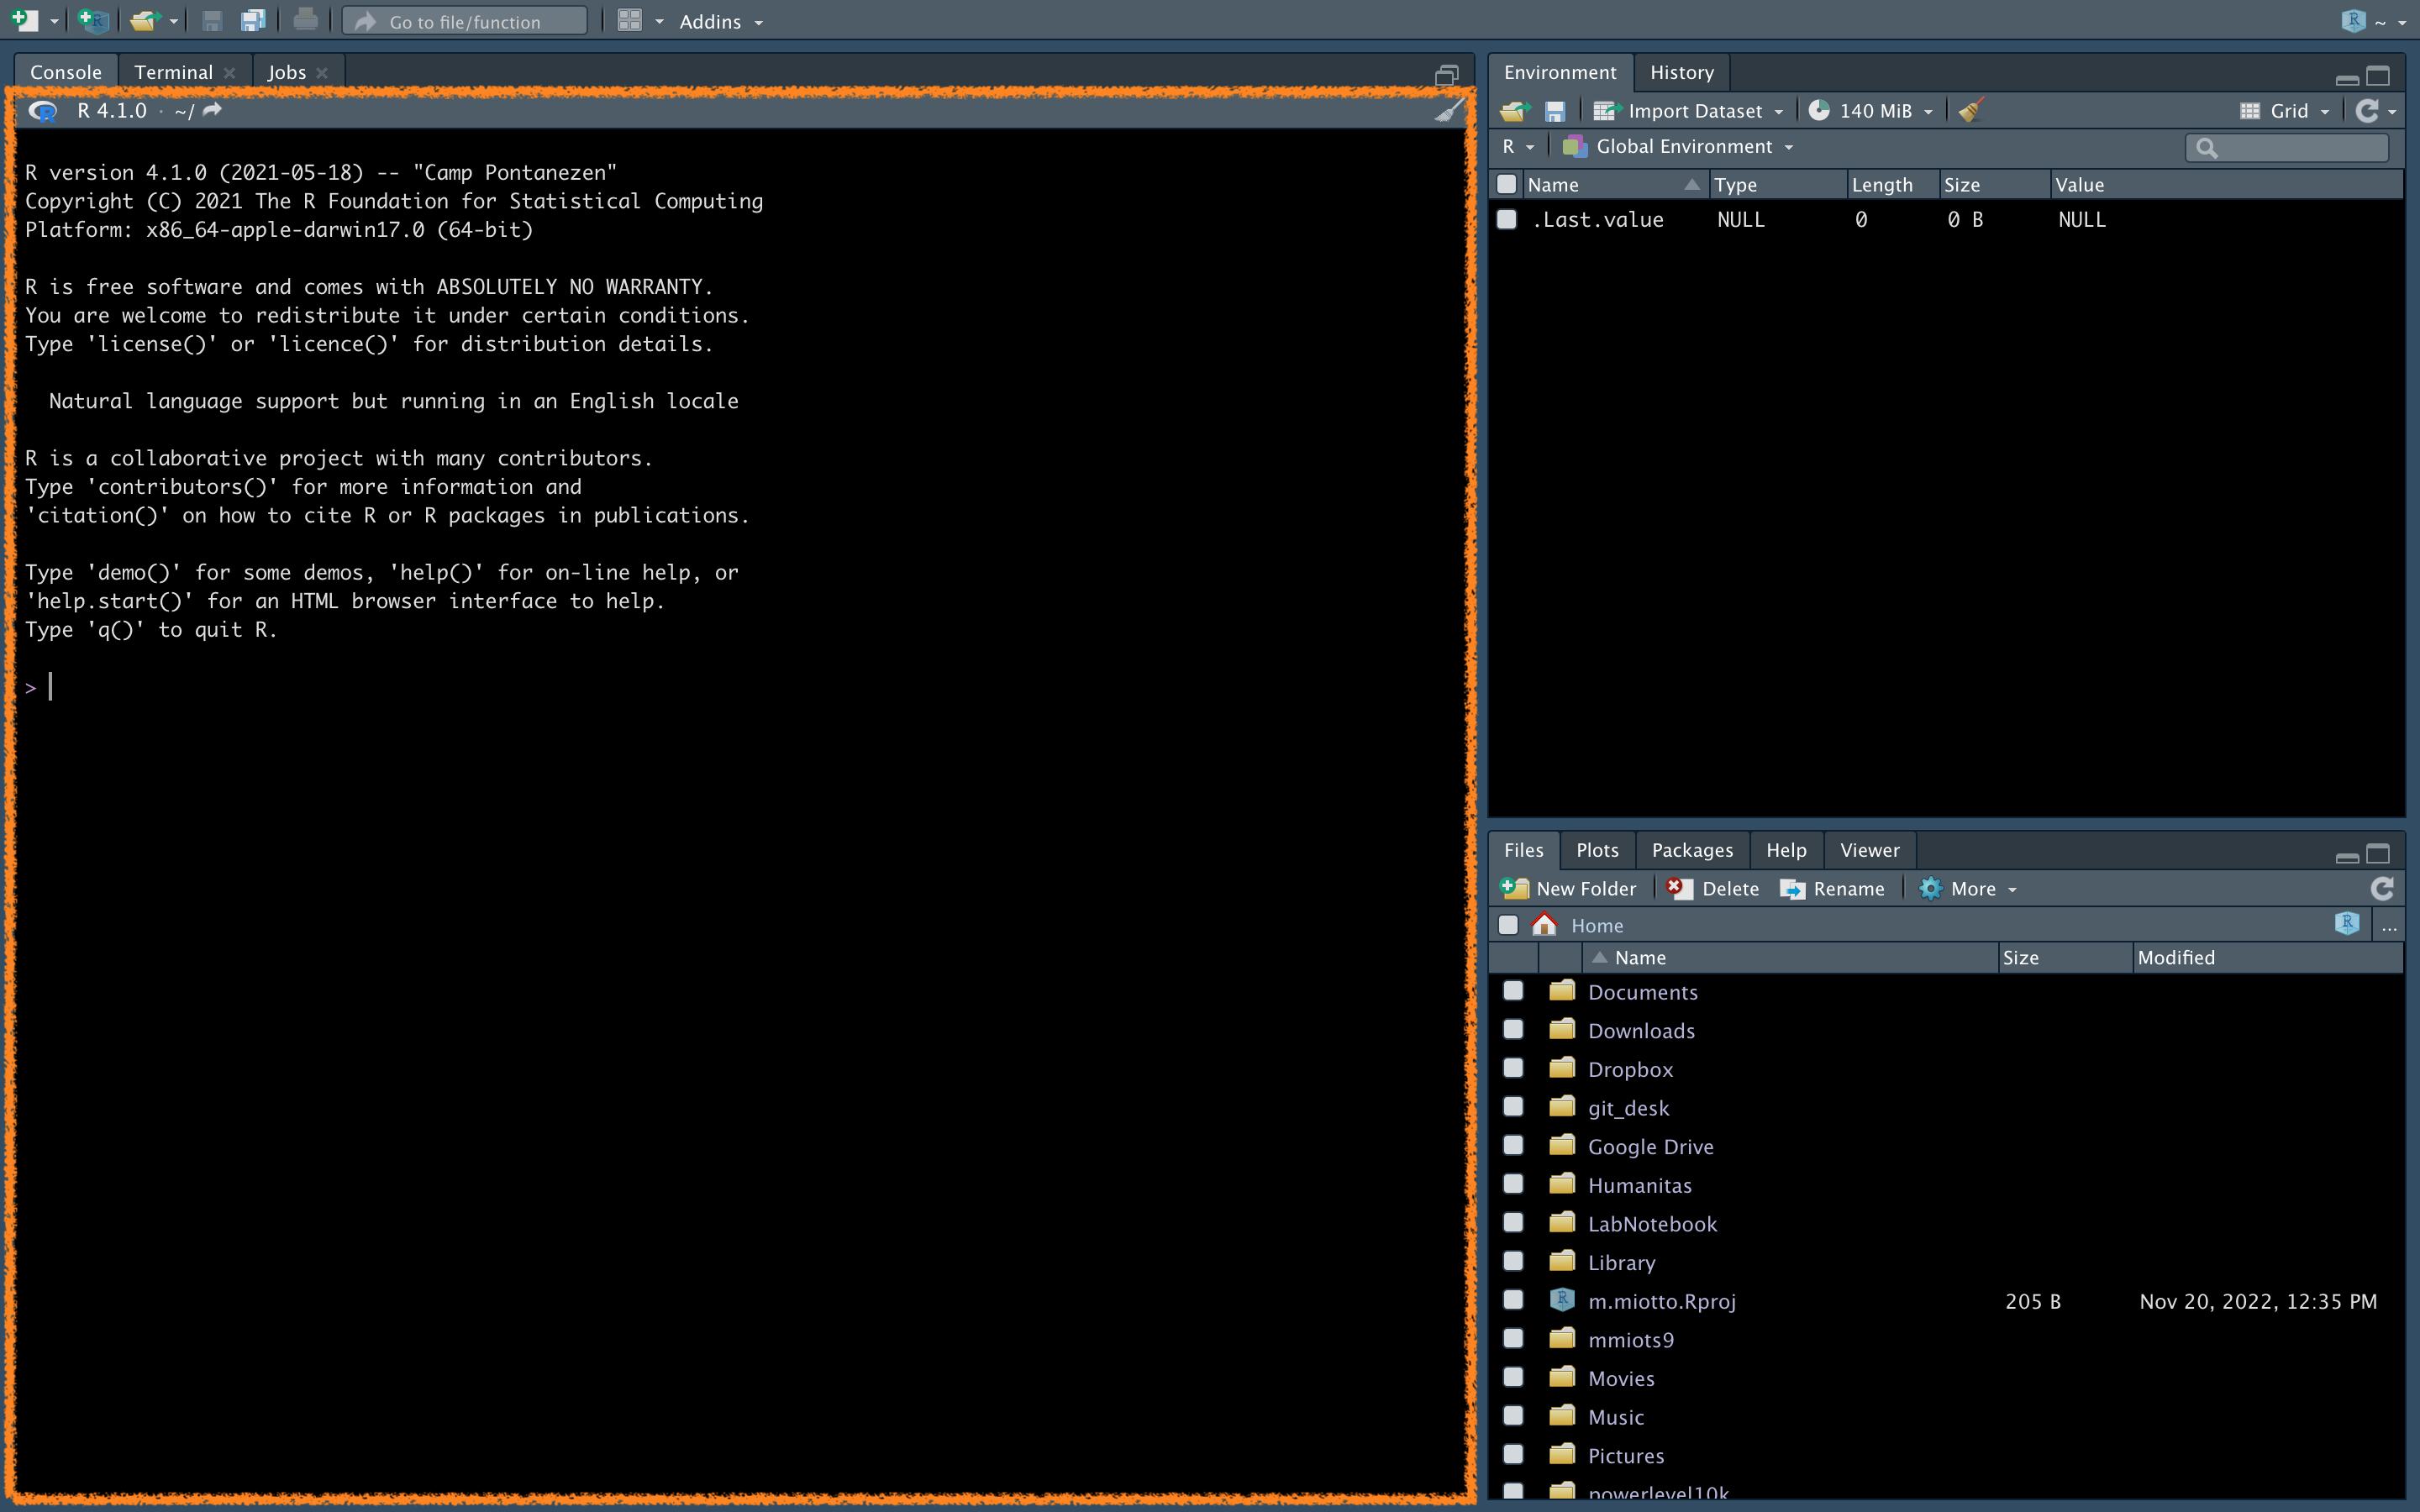 Go to file/function Addins R ~
Console Terminal Jobs
R R 4.1.0 · ~/
R version 4.1.0 (2021-05-18) -- "Camp Pontanezen"
Copyright (C) 2021 The R Foundation for Statistical Computing
Platform: x86_64-apple-darwin17.0 (64-bit)
R is free software and comes with ABSOLUTELY NO WARRANTY.
You are welcome to redistribute it under certain conditions.
Type 'license()' or 'licence()' for distribution details.
Natural language support but running in an English locale
R is a collaborative project with many contributors.
Type 'contributors()' for more information and
'citation()' on how to cite R or R packages in publications.
Type 'demo()' for some demos, 'help()' for on-line help, or
'help.start()' for an HTML browser interface to help.
Type 'q()' to quit R.
>
Environment History
Import Dataset 140 MiB Grid
R Global Environment
Name Type Length Size Value
.Last.value NULL 0 0 B NULL
Files Plots Packages Help Viewer
New Folder Delete Rename More
Home R ...
Name Size Modified
Documents
Downloads
Dropbox
git_desk
Google Drive
Humanitas
LabNotebook
Library
R m.miotto.Rproj 205 B Nov 20, 2022, 12:35 PM
mmiots9
Movies
Music
Pictures
powerlevel10k